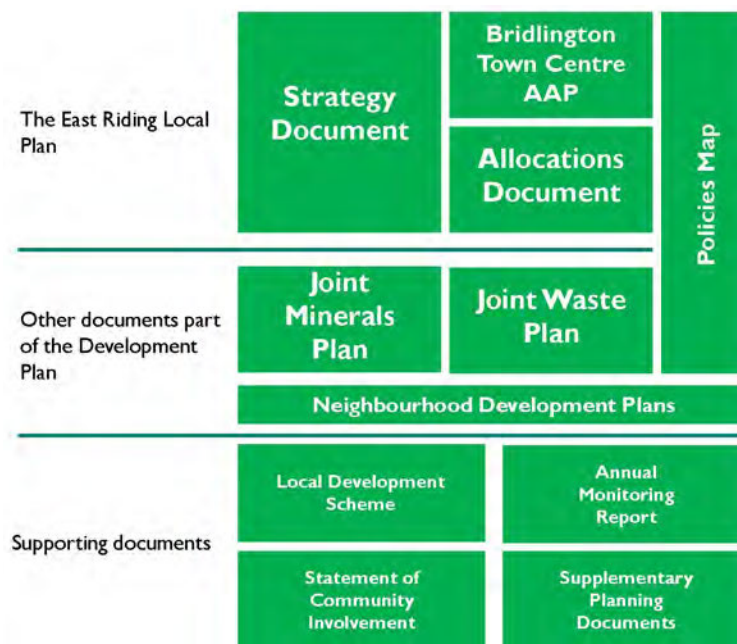 The East Riding Local
Plan
Strategy
Document
Bridlington
Town Centre
AAP
Allocations
Document
Policies Map
Other documents part
of the Development
Plan
Joint
Minerals
Plan
Joint Waste
Plan
Neighbourhood Development Plans
Supporting documents
Local Development
Scheme
Annual
Monitoring
Report
Statement of
Community
Involvement
Supplementary
Planning
Documents